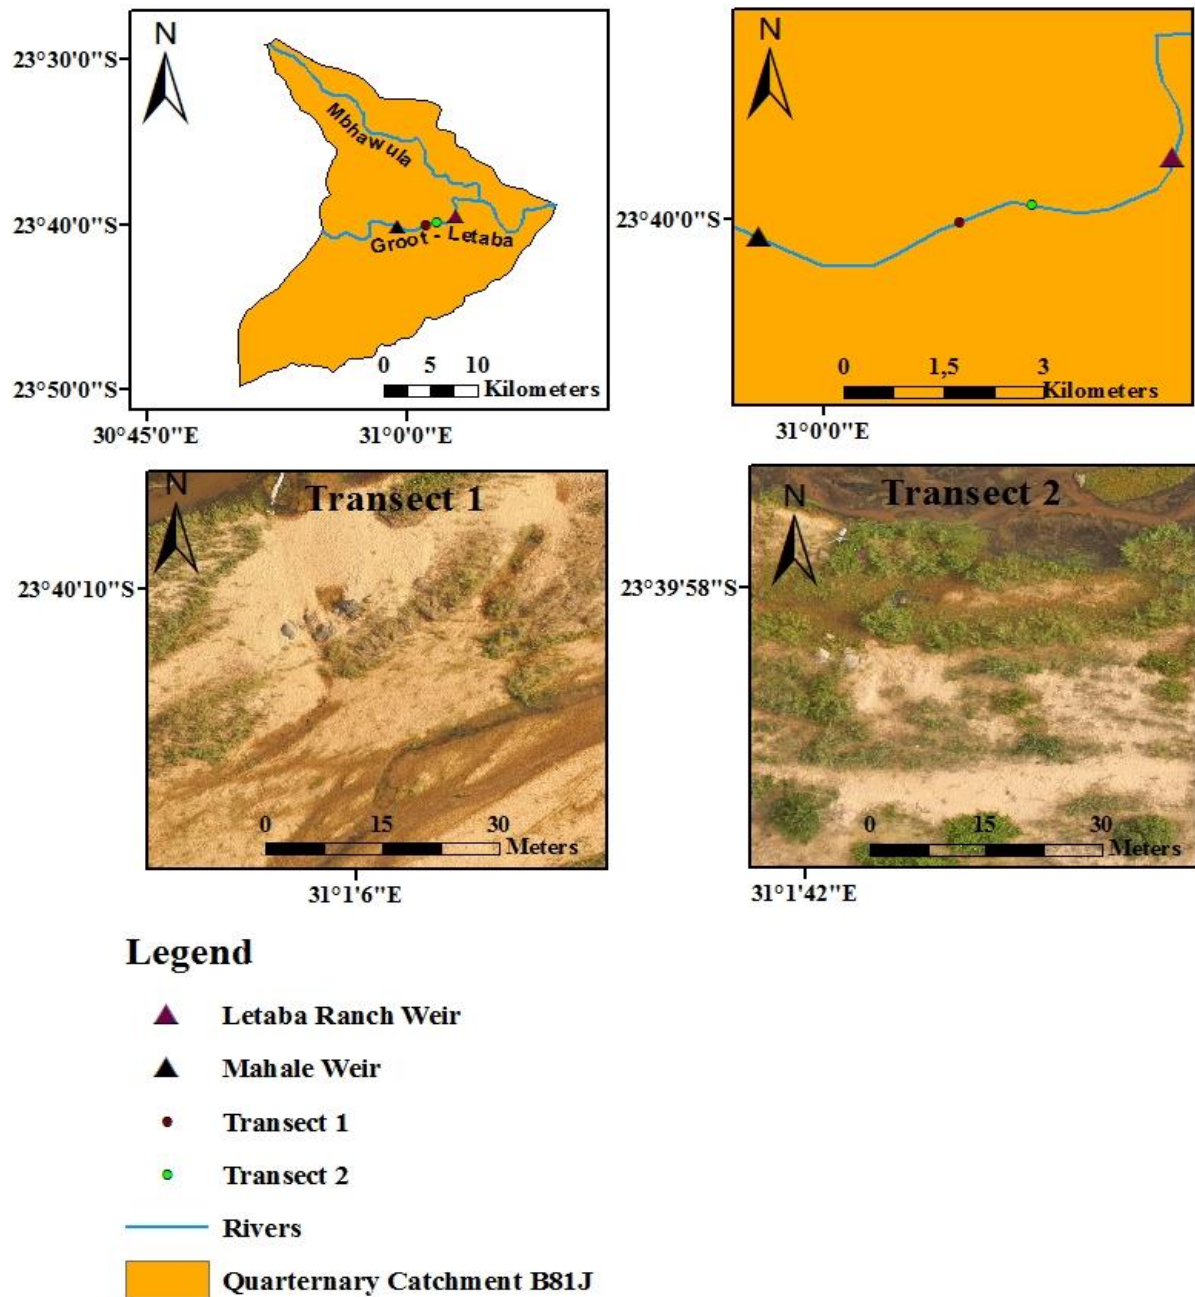 N
23°30'0"S
Mbhawula
23°40'0"S
Groot - Letaba
0 5 10
Kilometers
23°50'0"S
30°45'0"E 31°0'0"E
N
23°40'0"S
0 1,5 3
Kilometers
31°0'0"E
N
Transect 1
23°40'10"S
0 15 30
Meters
31°1'6"E
N
Transect 2
23°39'58"S
0 15 30
Meters
31°1'42"E
Legend
Letaba Ranch Weir
Mahale Weir
Transect 1
Transect 2
Rivers
Quarternary Catchment B81J